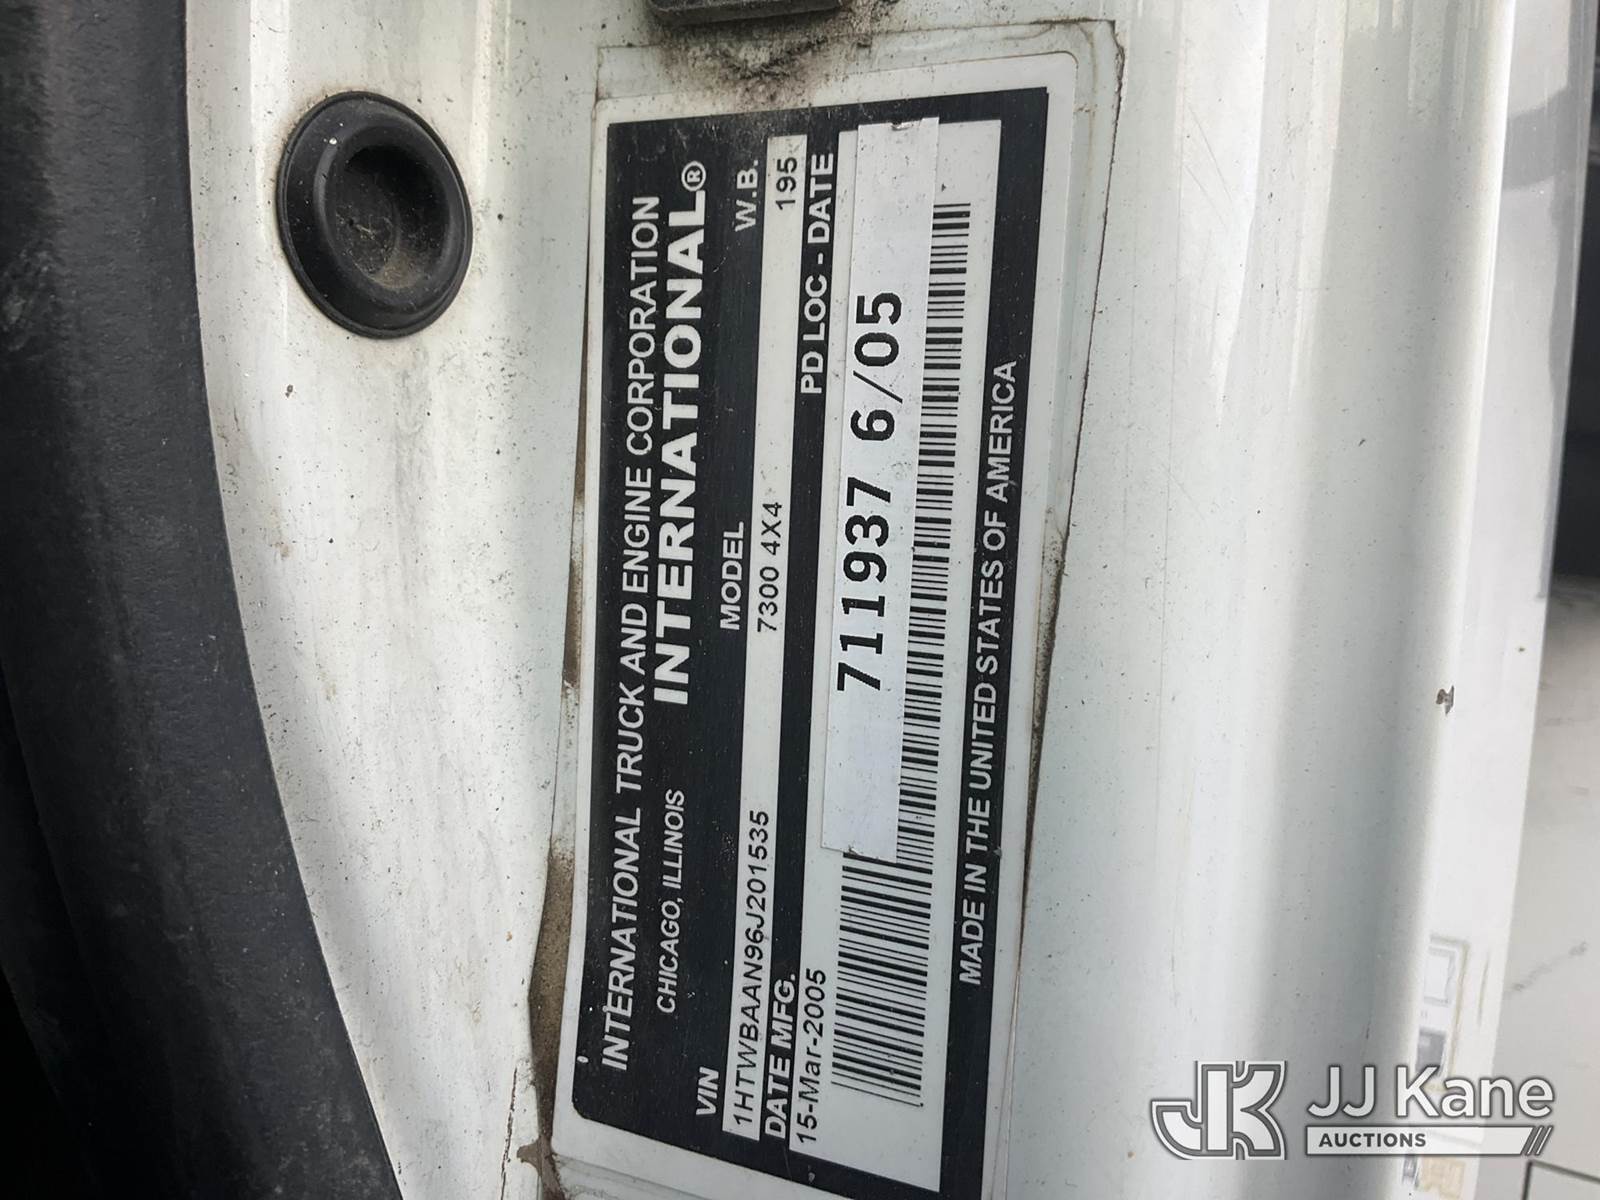 INTERNATIONAL TRUCK AND ENGINE CORPORATION
CHICAGO, ILLINOIS INTERNATIONAL®
VIN MODEL W.B.
1HTWBAAN96J201535 7300 4X4 195
DATE MFG. PD LOC - DATE
15-Mar-2005
711937 6/05
MADE IN THE UNITED STATES OF AMERICA
JK JJ Kane
AUCTIONS